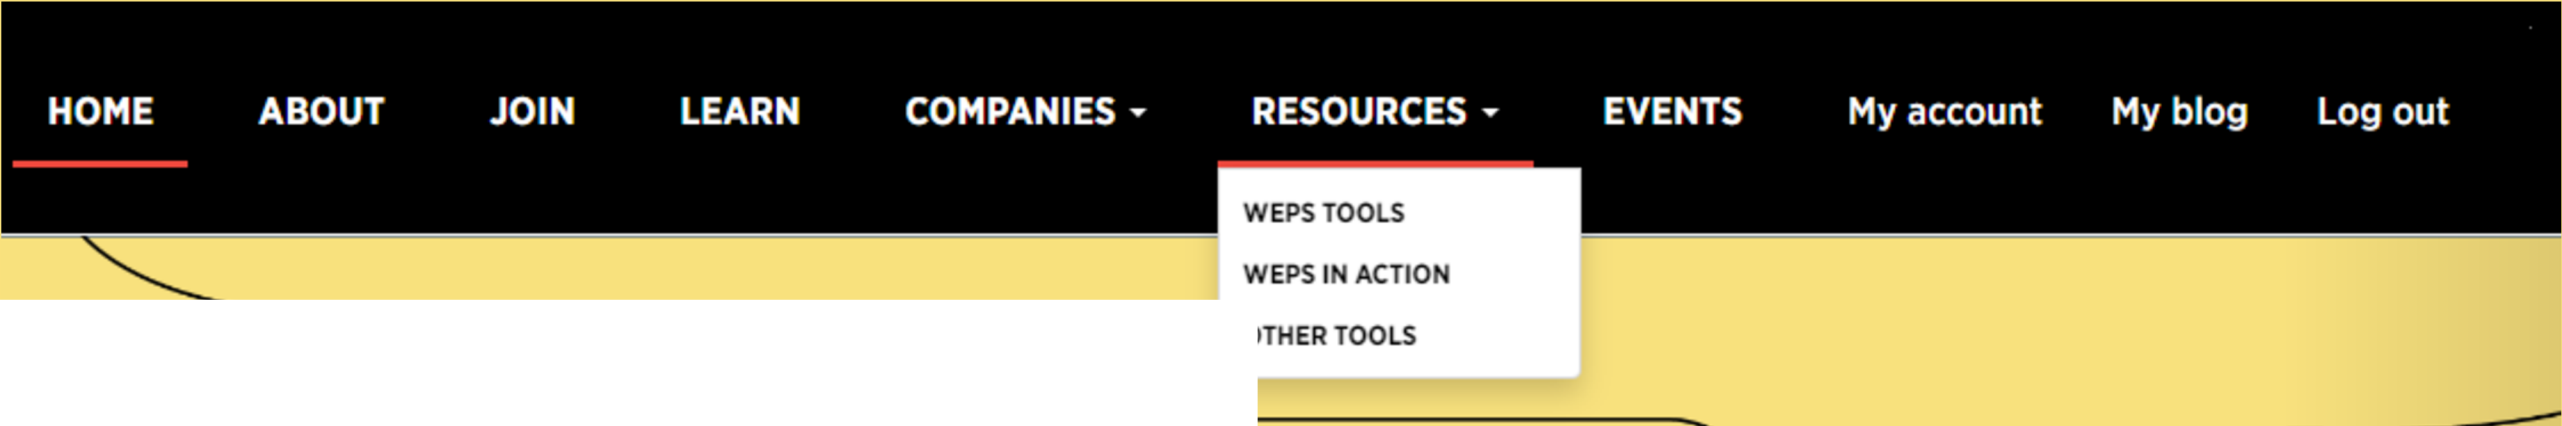 HOME ABOUT JOIN LEARN COMPANIES RESOURCES EVENTS My account My blog Log out
WEPS TOOLS
WEPS IN ACTION
OTHER TOOLS